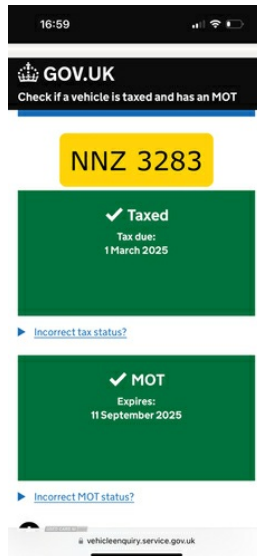 16:59
GOV.UK
Check if a vehicle is taxed and has an MOT
NNZ 3283
✓ Taxed
Tax due:
1 March 2025
Incorrect tax status?
✓ MOT
Expires:
11 September 2025
Incorrect MOT status?
vehicleenquiry.service.gov.uk